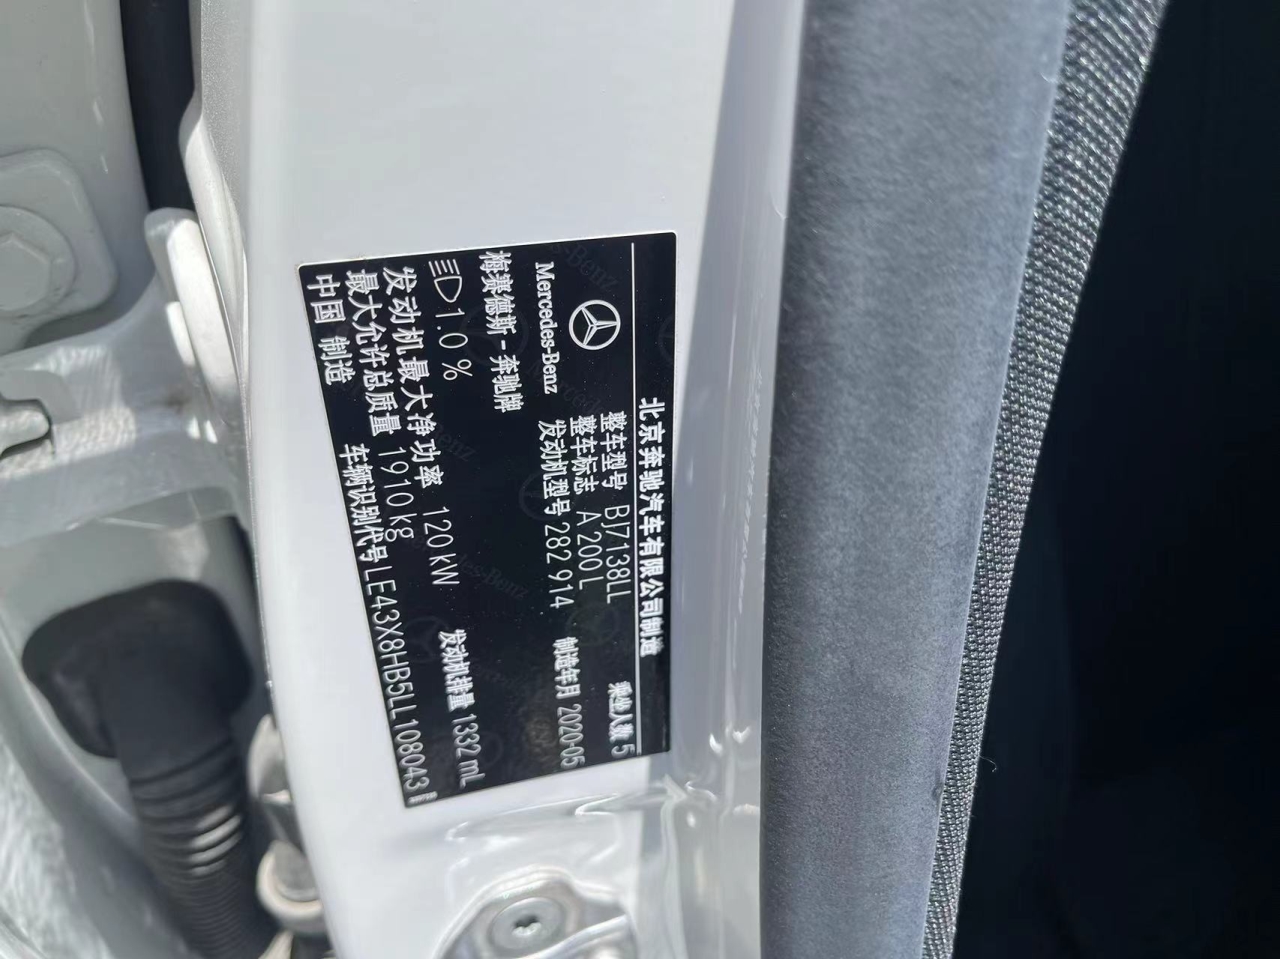 北京奔驰汽车有限公司制造
Mercedes-Benz
梅赛德斯-奔驰牌
整车型号 BJ7138LL
乘坐人数 5
整车标志 A 200 L
发动机型号 282 914
制造年月 2020-05
1.0 %
发动机最大净功率 120 kW
发动机排量 1332 mL
最大允许总质量 1910 kg
中国 制造
车辆识别代号 LE43X8HB5LL108043